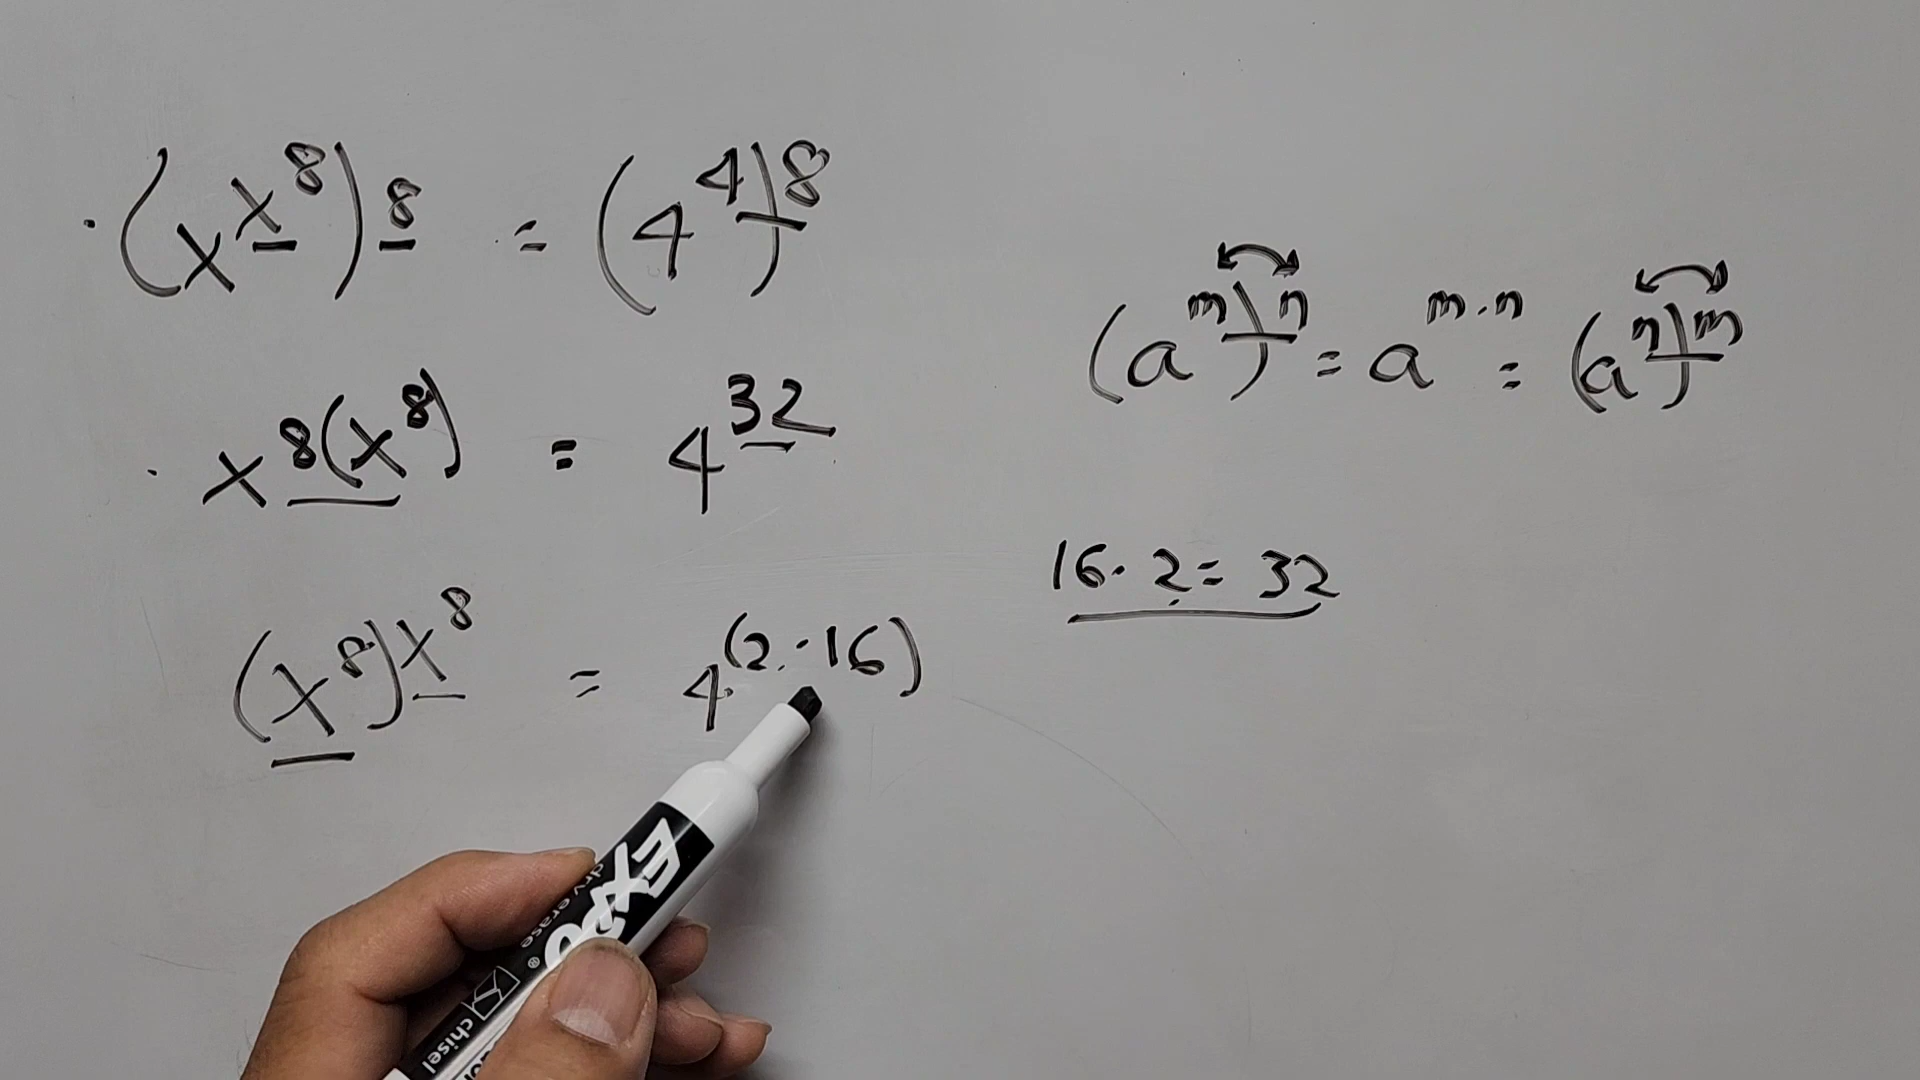 · (x^x^8)^8 = (4^4)^8
(a^m)^n = a^m·n = (a^n)^m
· x^8(x^8) = 4^32
16·2 = 32
(x^8)^x^8 = 4^(2·16)
EXPO®
dry erase
chisel